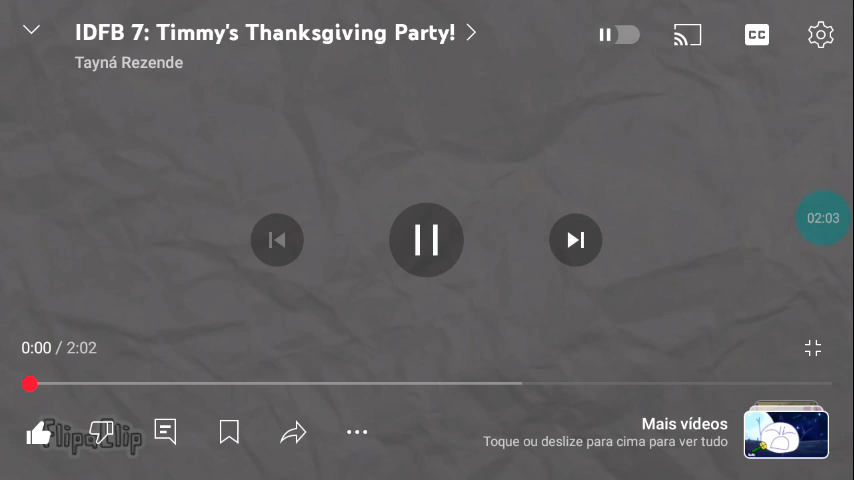 IDFB 7: Timmy's Thanksgiving Party!
Tayná Rezende
CC
02:03
0:00 / 2:02
FlipaClip
Mais vídeos
Toque ou deslize para cima para ver tudo